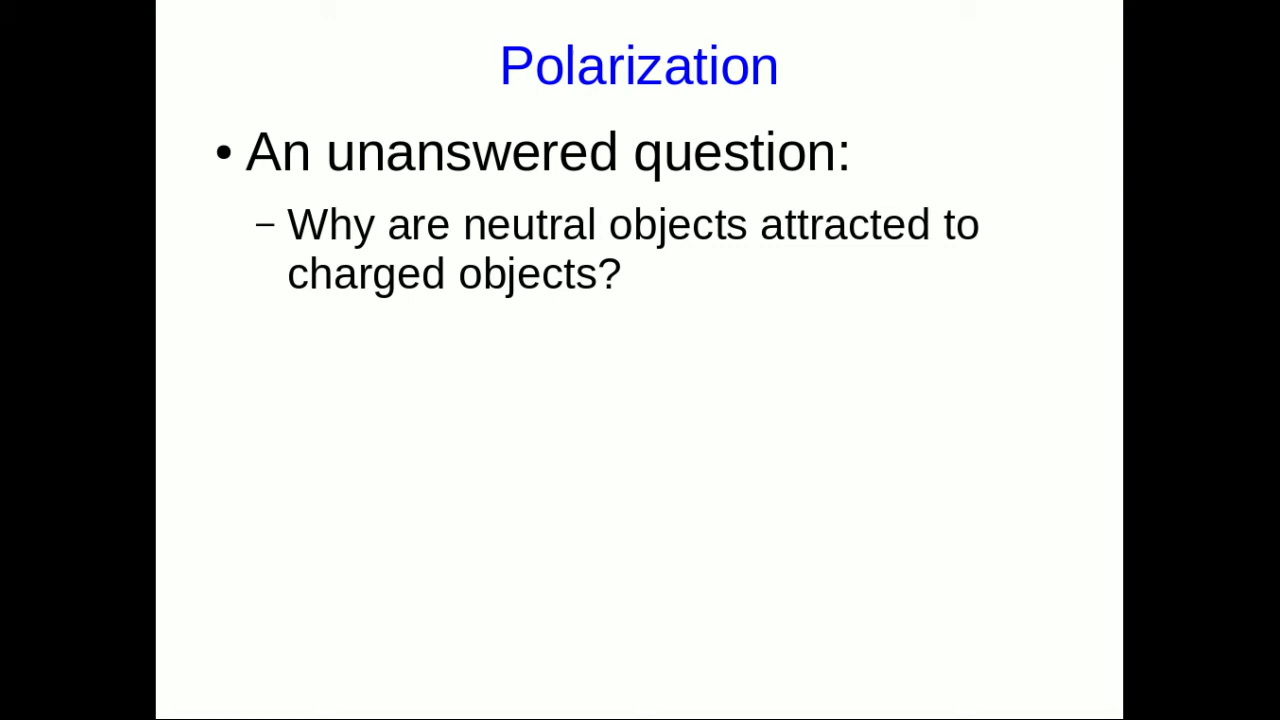 Polarization
• An unanswered question:
– Why are neutral objects attracted to
charged objects?